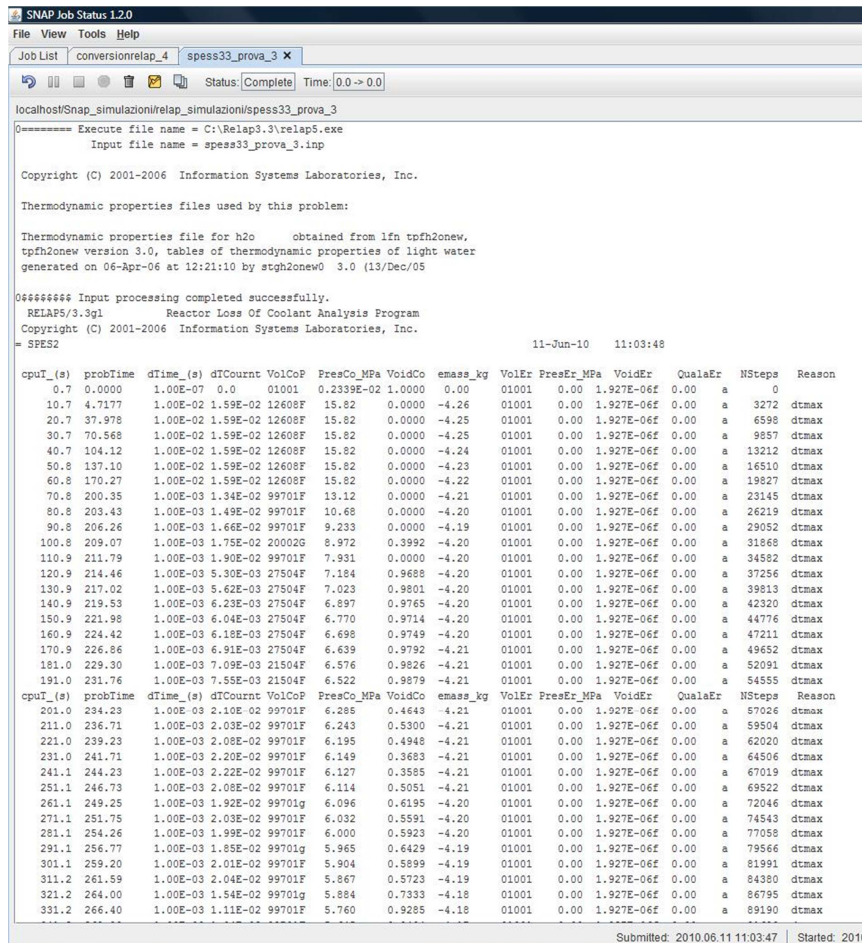 SNAP Job Status 1.2.0
File View Tools Help
Job List conversionrelap_4 spess33_prova_3 X
Status: Complete Time: 0.0 -> 0.0
localhost/Snap_simulazioni/relap_simulazioni/spess33_prova_3
0======== Execute file name = C:\Relap3.3\relap5.exe
Input file name = spess33_prova_3.inp
Copyright (C) 2001-2006 Information Systems Laboratories, Inc.
Thermodynamic properties files used by this problem:
Thermodynamic properties file for h2o obtained from lfn tpfh2onew,
tpfh2onew version 3.0, tables of thermodynamic properties of light water
generated on 06-Apr-06 at 12:21:10 by stgh2onew0 3.0 (13/Dec/05
0$$$$$$$$ Input processing completed successfully.
RELAP5/3.3gl Reactor Loss Of Coolant Analysis Program
Copyright (C) 2001-2006 Information Systems Laboratories, Inc.
= SPES2 11-Jun-10 11:03:48
cpuT_(s) probTime dTime_(s) dTCournt VolCoP PresCo_MPa VoidCo emass_kg VolEr PresEr_MPa VoidEr QualaEr NSteps Reason
0.7 0.0000 1.00E-07 0.0 01001 0.2339E-02 1.0000 0.00 01001 0.00 1.927E-06f 0.00 a 0
10.7 4.7177 1.00E-02 1.59E-02 12608F 15.82 0.0000 -4.26 01001 0.00 1.927E-06f 0.00 a 3272 dtmax
20.7 37.978 1.00E-02 1.59E-02 12608F 15.82 0.0000 -4.25 01001 0.00 1.927E-06f 0.00 a 6598 dtmax
30.7 70.568 1.00E-02 1.59E-02 12608F 15.82 0.0000 -4.25 01001 0.00 1.927E-06f 0.00 a 9857 dtmax
40.7 104.12 1.00E-02 1.59E-02 12608F 15.82 0.0000 -4.24 01001 0.00 1.927E-06f 0.00 a 13212 dtmax
50.8 137.10 1.00E-02 1.59E-02 12608F 15.82 0.0000 -4.23 01001 0.00 1.927E-06f 0.00 a 16510 dtmax
60.8 170.27 1.00E-02 1.59E-02 12608F 15.82 0.0000 -4.22 01001 0.00 1.927E-06f 0.00 a 19827 dtmax
70.8 200.35 1.00E-03 1.34E-02 99701F 13.12 0.0000 -4.21 01001 0.00 1.927E-06f 0.00 a 23145 dtmax
80.8 203.43 1.00E-03 1.49E-02 99701F 10.68 0.0000 -4.20 01001 0.00 1.927E-06f 0.00 a 26219 dtmax
90.8 206.26 1.00E-03 1.66E-02 99701F 9.233 0.0000 -4.19 01001 0.00 1.927E-06f 0.00 a 29052 dtmax
100.8 209.07 1.00E-03 1.75E-02 20002G 8.972 0.3992 -4.20 01001 0.00 1.927E-06f 0.00 a 31868 dtmax
110.9 211.79 1.00E-03 1.90E-02 99701F 7.931 0.0000 -4.20 01001 0.00 1.927E-06f 0.00 a 34582 dtmax
120.9 214.46 1.00E-03 5.30E-03 27504F 7.184 0.9688 -4.20 01001 0.00 1.927E-06f 0.00 a 37256 dtmax
130.9 217.02 1.00E-03 5.62E-03 27504F 7.023 0.9801 -4.20 01001 0.00 1.927E-06f 0.00 a 39813 dtmax
140.9 219.53 1.00E-03 6.23E-03 27504F 6.897 0.9765 -4.20 01001 0.00 1.927E-06f 0.00 a 42320 dtmax
150.9 221.98 1.00E-03 6.04E-03 27504F 6.770 0.9714 -4.20 01001 0.00 1.927E-06f 0.00 a 44776 dtmax
160.9 224.42 1.00E-03 6.18E-03 27504F 6.698 0.9749 -4.20 01001 0.00 1.927E-06f 0.00 a 47211 dtmax
170.9 226.86 1.00E-03 6.91E-03 27504F 6.639 0.9792 -4.21 01001 0.00 1.927E-06f 0.00 a 49652 dtmax
181.0 229.30 1.00E-03 7.09E-03 21504F 6.576 0.9826 -4.21 01001 0.00 1.927E-06f 0.00 a 52091 dtmax
191.0 231.76 1.00E-03 7.55E-03 21504F 6.522 0.9879 -4.21 01001 0.00 1.927E-06f 0.00 a 54555 dtmax
cpuT_(s) probTime dTime_(s) dTCournt VolCoP PresCo_MPa VoidCo emass_kg VolEr PresEr_MPa VoidEr QualaEr NSteps Reason
201.0 234.23 1.00E-03 2.10E-02 99701F 6.285 0.4643 -4.21 01001 0.00 1.927E-06f 0.00 a 57026 dtmax
211.0 236.71 1.00E-03 2.03E-02 99701F 6.243 0.5300 -4.21 01001 0.00 1.927E-06f 0.00 a 59504 dtmax
221.0 239.23 1.00E-03 2.08E-02 99701F 6.195 0.4948 -4.21 01001 0.00 1.927E-06f 0.00 a 62020 dtmax
231.0 241.71 1.00E-03 2.20E-02 99701F 6.149 0.3683 -4.21 01001 0.00 1.927E-06f 0.00 a 64506 dtmax
241.1 244.23 1.00E-03 2.22E-02 99701F 6.127 0.3585 -4.21 01001 0.00 1.927E-06f 0.00 a 67019 dtmax
251.1 246.73 1.00E-03 2.08E-02 99701F 6.114 0.5051 -4.21 01001 0.00 1.927E-06f 0.00 a 69522 dtmax
261.1 249.25 1.00E-03 1.92E-02 99701g 6.096 0.6195 -4.20 01001 0.00 1.927E-06f 0.00 a 72046 dtmax
271.1 251.75 1.00E-03 2.03E-02 99701F 6.032 0.5591 -4.20 01001 0.00 1.927E-06f 0.00 a 74543 dtmax
281.1 254.26 1.00E-03 1.99E-02 99701F 6.000 0.5923 -4.20 01001 0.00 1.927E-06f 0.00 a 77058 dtmax
291.1 256.77 1.00E-03 1.85E-02 99701g 5.965 0.6429 -4.19 01001 0.00 1.927E-06f 0.00 a 79566 dtmax
301.1 259.20 1.00E-03 2.01E-02 99701F 5.904 0.5899 -4.19 01001 0.00 1.927E-06f 0.00 a 81991 dtmax
311.2 261.59 1.00E-03 2.04E-02 99701F 5.867 0.5723 -4.19 01001 0.00 1.927E-06f 0.00 a 84380 dtmax
321.2 264.00 1.00E-03 1.54E-02 99701g 5.884 0.7333 -4.18 01001 0.00 1.927E-06f 0.00 a 86795 dtmax
331.2 266.40 1.00E-03 1.11E-02 99701F 5.760 0.9285 -4.18 01001 0.00 1.927E-06f 0.00 a 89190 dtmax
Submitted: 2010.06.11 11:03:47 Started: 201